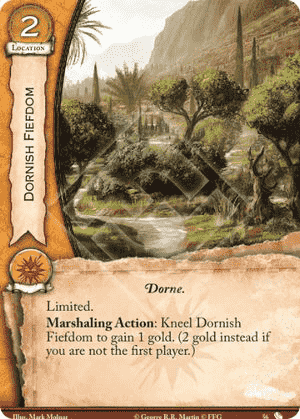 2
LOCATION
DORNISH FIEFDOM
Dorne.
Limited.
Marshaling Action: Kneel Dornish
Fiefdom to gain 1 gold. (2 gold instead if
you are not the first player.)
Illus. Mark Molnar
© George R.R. Martin © FFG
56